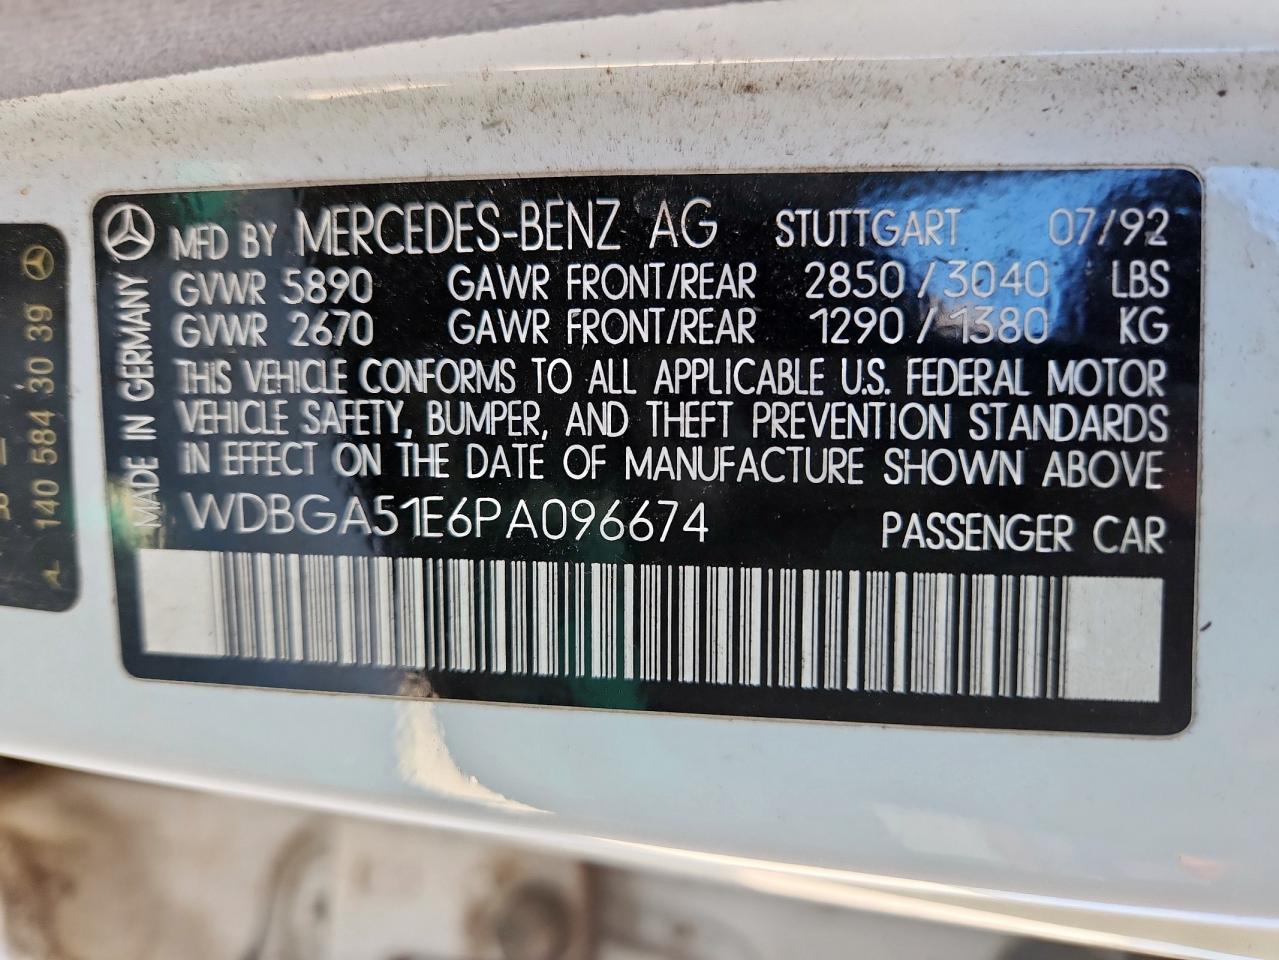 MFD BY MERCEDES-BENZ AG STUTTGART 07/92
GVWR 5890 GAWR FRONT/REAR 2850 / 3040 LBS
GVWR 2670 GAWR FRONT/REAR 1290 / 1380 KG
THIS VEHICLE CONFORMS TO ALL APPLICABLE U.S. FEDERAL MOTOR
VEHICLE SAFETY, BUMPER, AND THEFT PREVENTION STANDARDS
IN EFFECT ON THE DATE OF MANUFACTURE SHOWN ABOVE
WDBGA51E6PA096674 PASSENGER CAR
MADE IN GERMANY
A 140 584 30 39